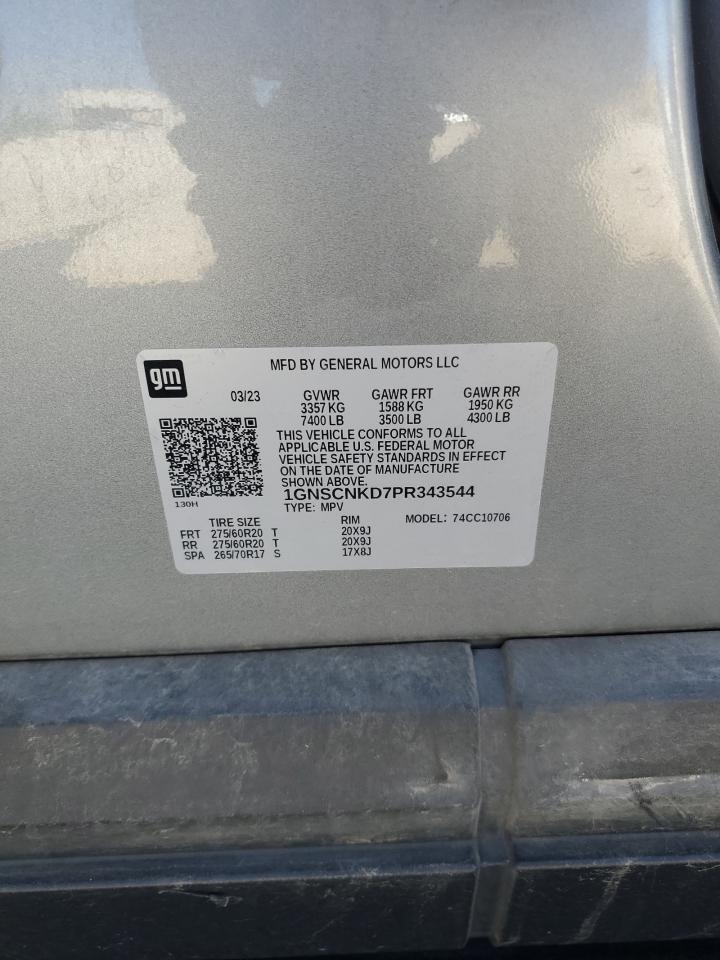 gm
MFD BY GENERAL MOTORS LLC
03/23 GVWR GAWR FRT GAWR RR
3357 KG 1588 KG 1950 KG
7400 LB 3500 LB 4300 LB
THIS VEHICLE CONFORMS TO ALL
APPLICABLE U.S. FEDERAL MOTOR
VEHICLE SAFETY STANDARDS IN EFFECT
ON THE DATE OF MANUFACTURE
SHOWN ABOVE.
1GNSCNKD7PR343544
130H
TYPE: MPV
TIRE SIZE RIM MODEL: 74CC10706
FRT 275/60R20 T 20X9J
RR 275/60R20 T 20X9J
SPA 265/70R17 S 17X8J